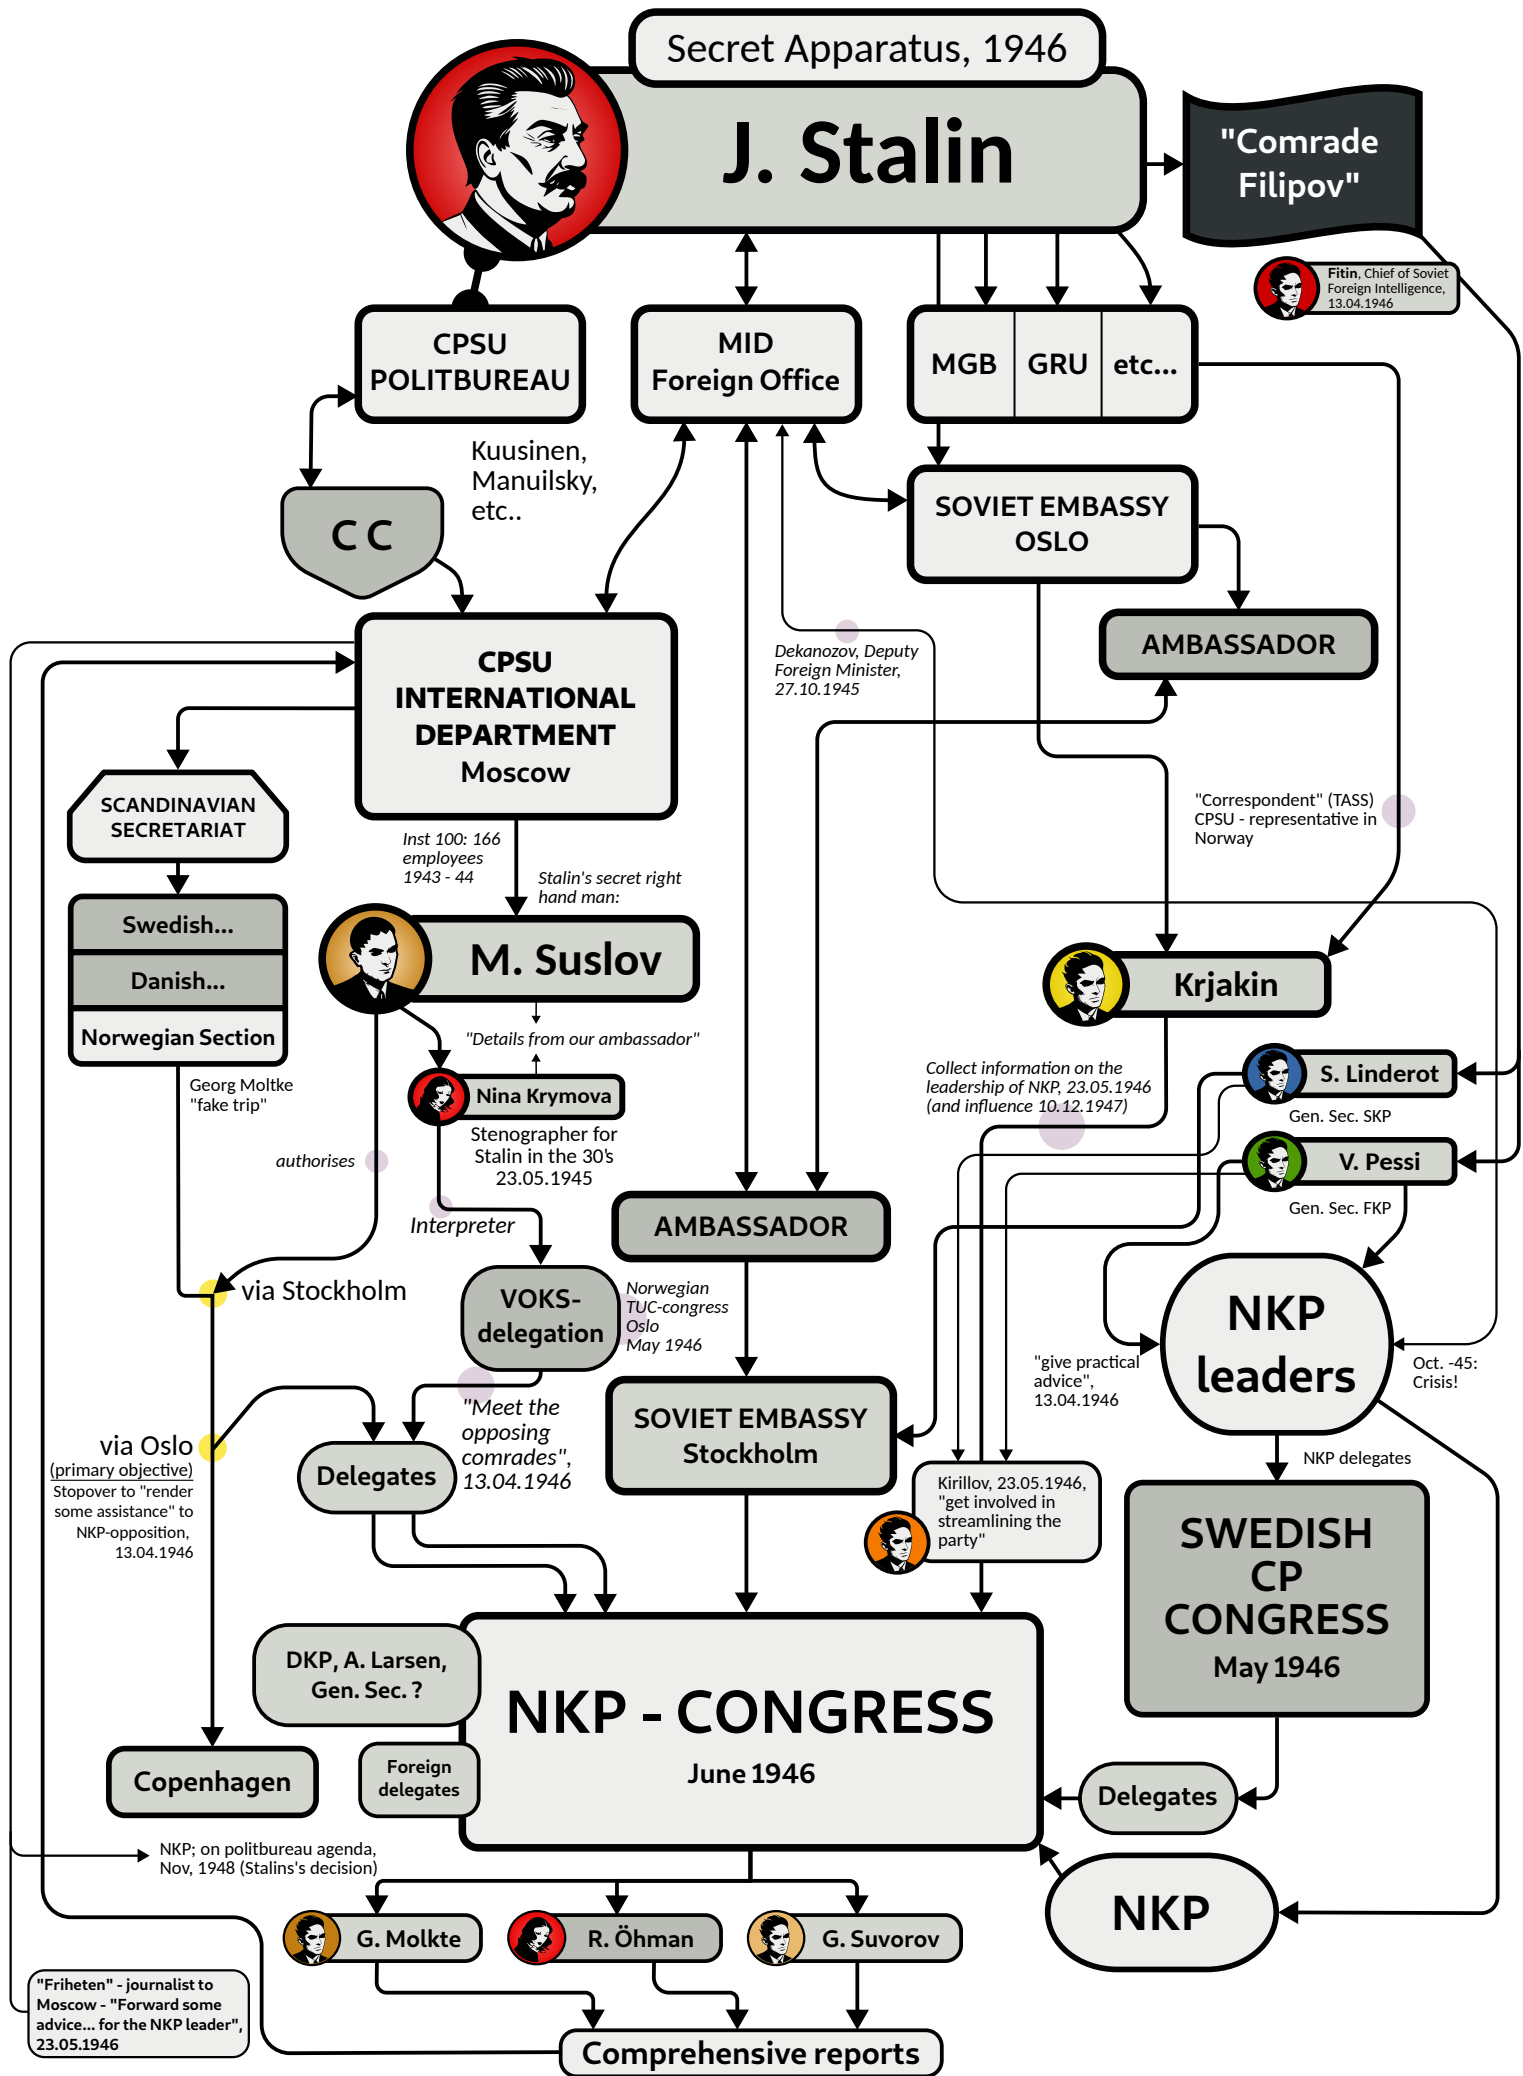 Secret Apparatus, 1946
J. Stalin
"Comrade
Filipov"
Fitin, Chief of Soviet
Foreign Intelligence,
13.04.1946
CPSU
POLITBUREAU
MID
Foreign Office
MGB
GRU
etc...
Kuusinen,
Manuilsky,
etc..
C C
SOVIET EMBASSY
OSLO
AMBASSADOR
CPSU
INTERNATIONAL
DEPARTMENT
Moscow
Dekanozov, Deputy
Foreign Minister,
27.10.1945
SCANDINAVIAN
SECRETARIAT
"Correspondent" (TASS)
CPSU - representative in
Norway
Inst 100: 166
employees
1943 - 44
Stalin's secret right
hand man:
Swedish...
Danish...
Norwegian Section
M. Suslov
Krjakin
"Details from our ambassador"
Georg Moltke
"fake trip"
Nina Krymova
Stenographer for
Stalin in the 30's
23.05.1945
Collect information on the
leadership of NKP, 23.05.1946
(and influence 10.12.1947)
S. Linderot
Gen. Sec. SKP
V. Pessi
Gen. Sec. FKP
authorises
Interpreter
AMBASSADOR
via Stockholm
VOKS-
delegation
Norwegian
TUC-congress
Oslo
May 1946
NKP
leaders
"give practical
advice",
13.04.1946
Oct. -45:
Crisis!
"Meet the
opposing
comrades",
13.04.1946
SOVIET EMBASSY
Stockholm
via Oslo
(primary objective)
Stopover to "render
some assistance" to
NKP-opposition,
13.04.1946
Delegates
NKP delegates
Kirillov, 23.05.1946,
"get involved in
streamlining the
party"
SWEDISH
CP
CONGRESS
May 1946
DKP, A. Larsen,
Gen. Sec. ?
NKP - CONGRESS
June 1946
Copenhagen
Foreign
delegates
Delegates
NKP; on politbureau agenda,
Nov, 1948 (Stalins's decision)
NKP
G. Molkte
R. Öhman
G. Suvorov
"Friheten" - journalist to
Moscow - "Forward some
advice... for the NKP leader",
23.05.1946
Comprehensive reports